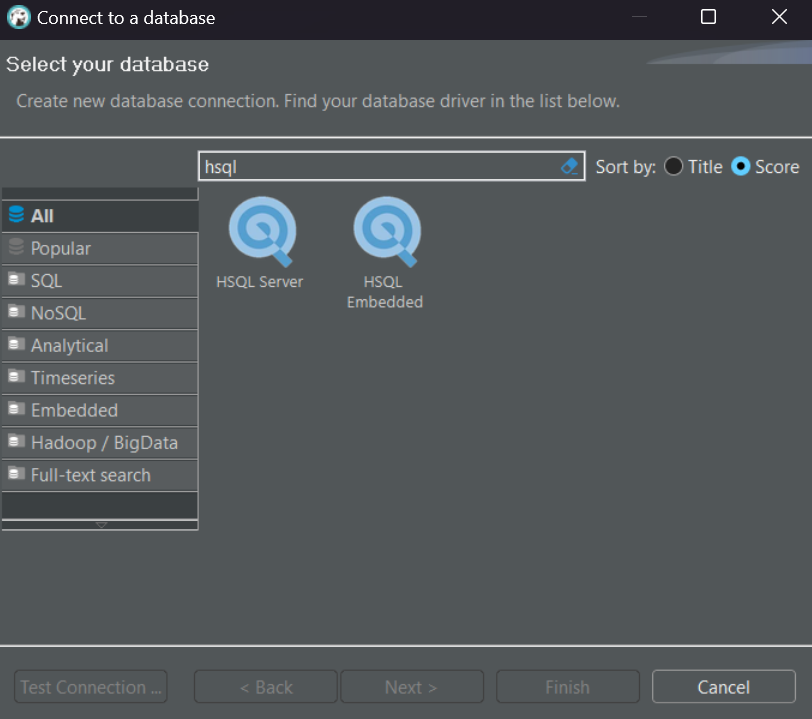 Connect to a database
Select your database
Create new database connection. Find your database driver in the list below.
hsql
Sort by: Title Score
All
Popular
SQL
NoSQL
Analytical
Timeseries
Embedded
Hadoop / BigData
Full-text search
HSQL Server
HSQL
Embedded
Test Connection ...
< Back
Next >
Finish
Cancel